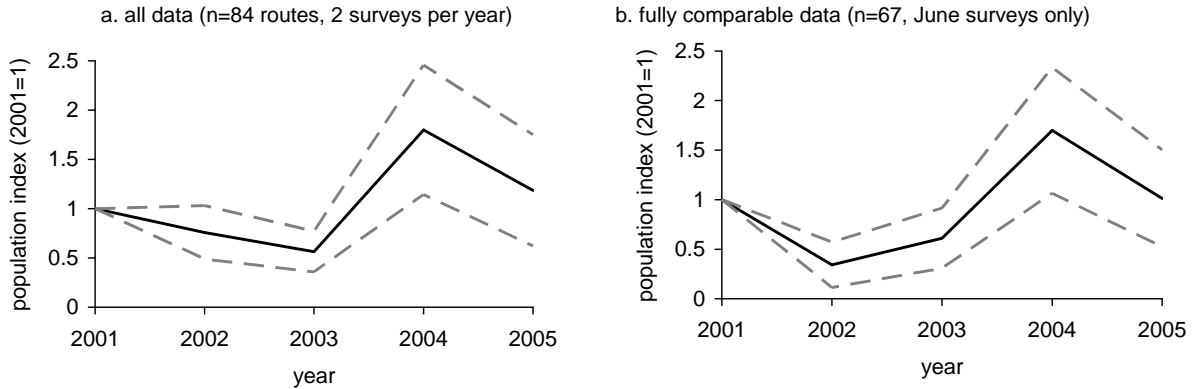 a. all data (n=84 routes, 2 surveys per year)
population index (2001=1)
2.5
2
1.5
1
0.5
0
2001 2002 2003 2004 2005
year
b. fully comparable data (n=67, June surveys only)
population index (2001=1)
2.5
2
1.5
1
0.5
0
2001 2002 2003 2004 2005
year